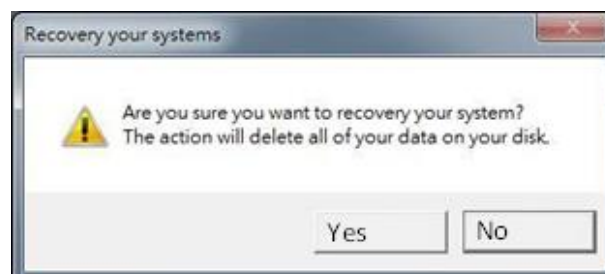 Recovery your systems
Are you sure you want to recovery your system?
The action will delete all of your data on your disk.
Yes
No